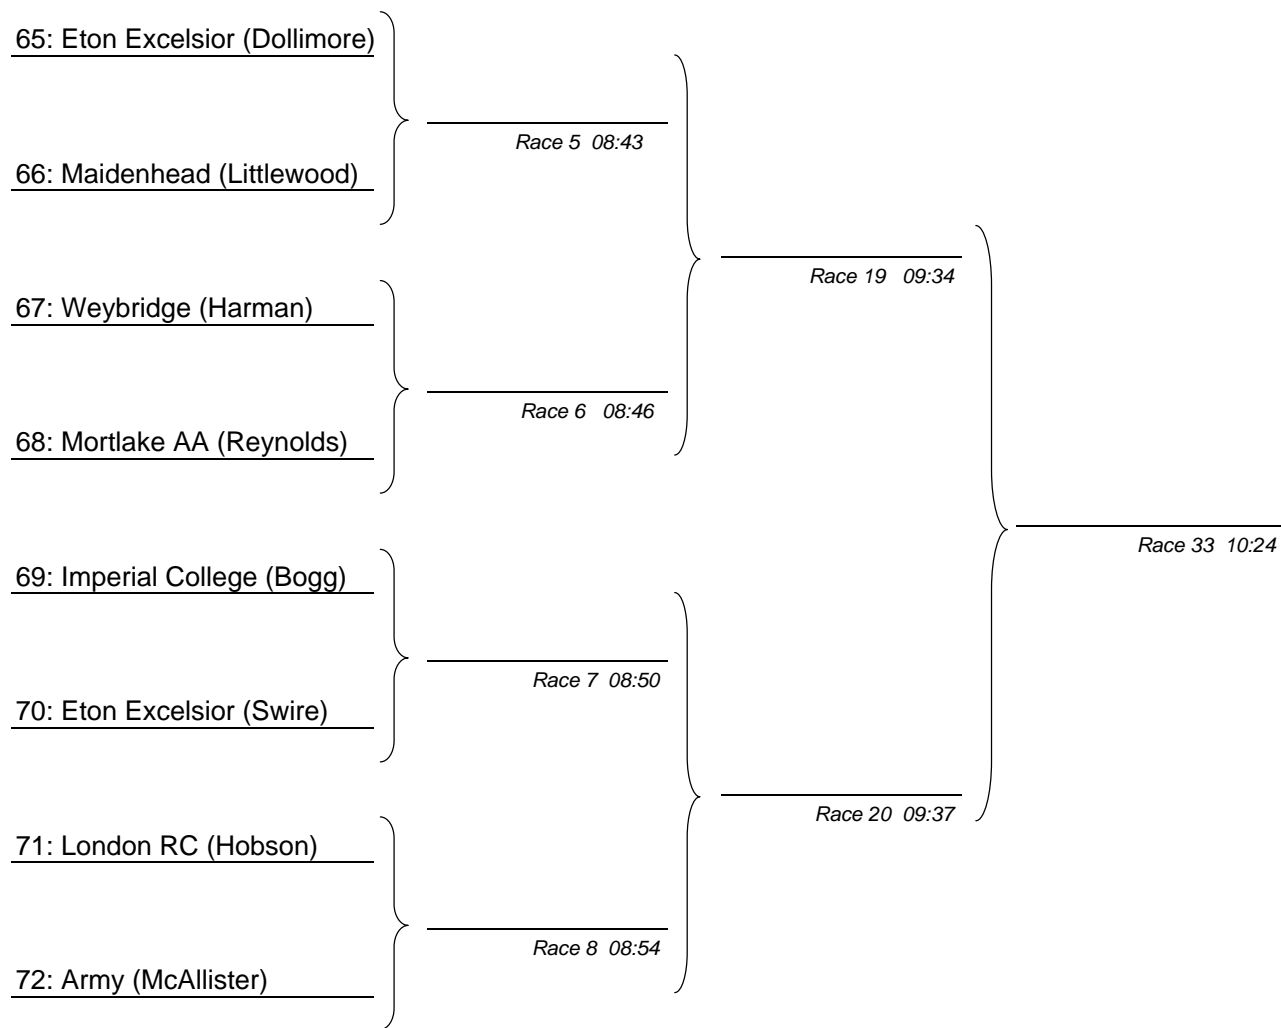 65: Eton Excelsior (Dollimore)
Race 5 08:43
66: Maidenhead (Littlewood)
Race 19 09:34
67: Weybridge (Harman)
Race 6 08:46
68: Mortlake AA (Reynolds)
Race 33 10:24
69: Imperial College (Bogg)
Race 7 08:50
70: Eton Excelsior (Swire)
Race 20 09:37
71: London RC (Hobson)
Race 8 08:54
72: Army (McAllister)